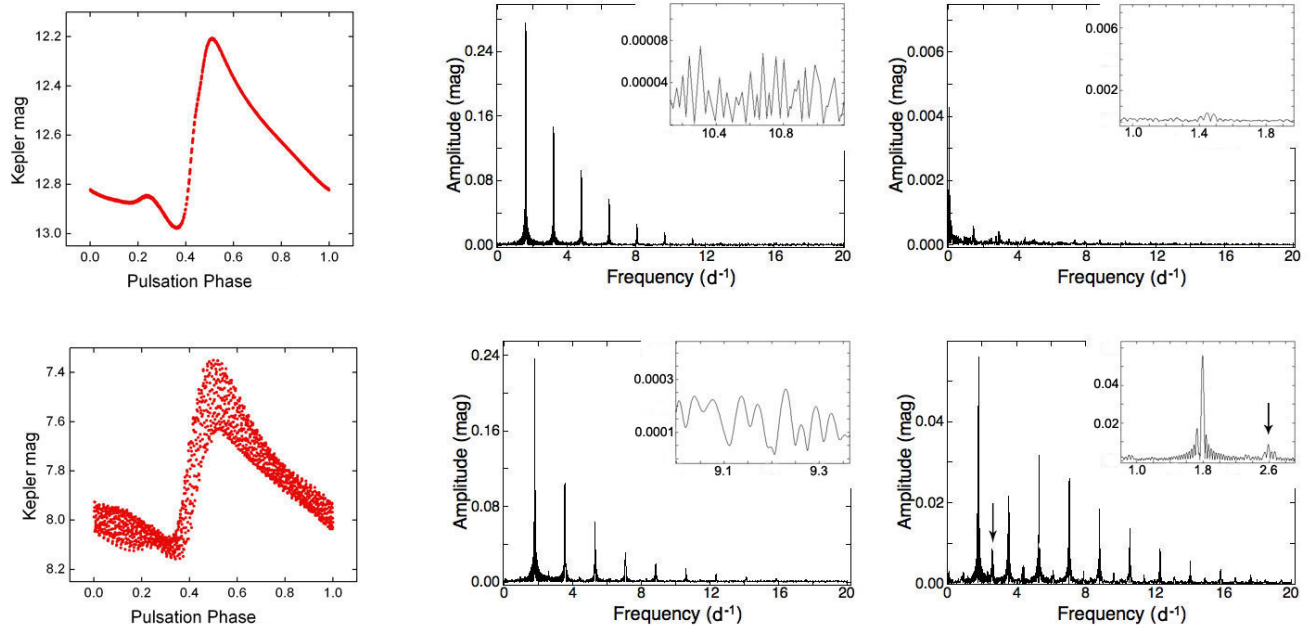 12.2
12.4
12.6
12.8
13.0
Kepler mag
0.0 0.2 0.4 0.6 0.8 1.0
Pulsation Phase
0.24
0.16
0.08
0.00
Amplitude (mag)
0 4 8 12 16 20
Frequency (d-1)
0.00008
0.00004
10.4 10.8
0.006
0.004
0.002
0.000
Amplitude (mag)
0 4 8 12 16 20
Frequency (d-1)
0.006
0.002
1.0 1.4 1.8
7.4
7.6
7.8
8.0
8.2
Kepler mag
0.0 0.2 0.4 0.6 0.8 1.0
Pulsation Phase
0.24
0.16
0.08
0.00
Amplitude (mag)
0 4 8 12 16 20
Frequency (d-1)
0.0003
0.0001
9.1 9.3
0.04
0.02
0.00
Amplitude (mag)
0 4 8 12 16 20
Frequency (d-1)
0.04
0.02
1.0 1.8 2.6